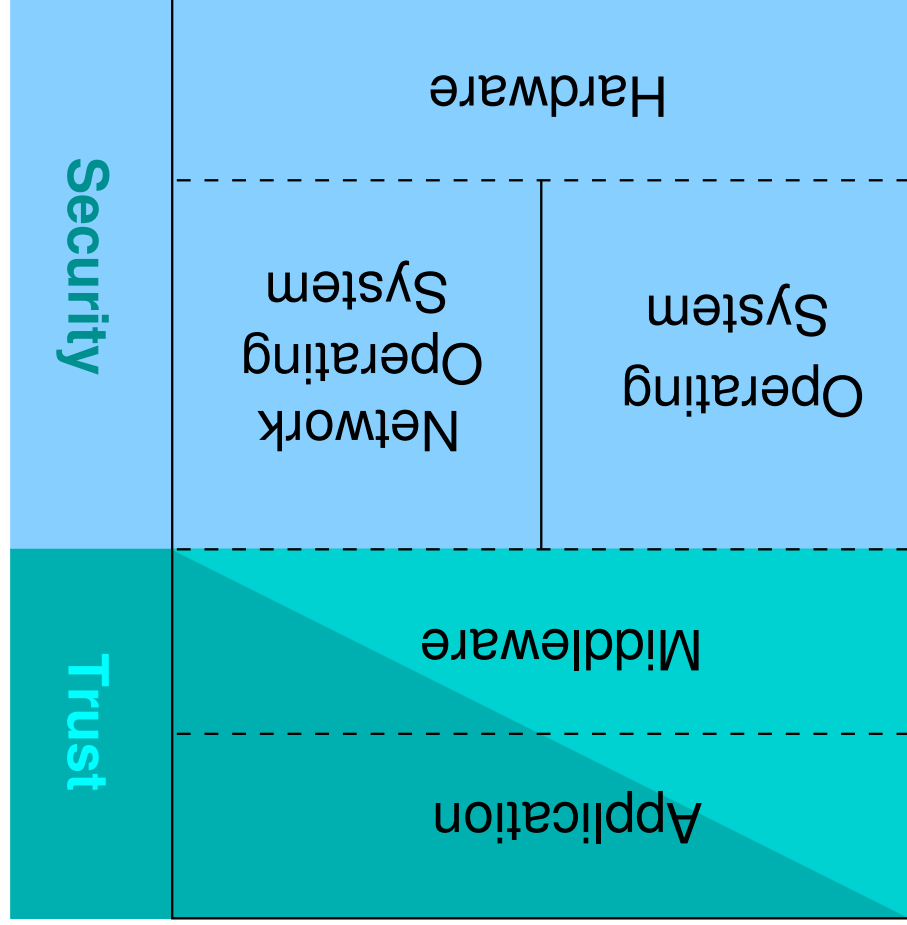 Application
Middleware
Operating
System
Network
Operating
System
Hardware
Trust
Security